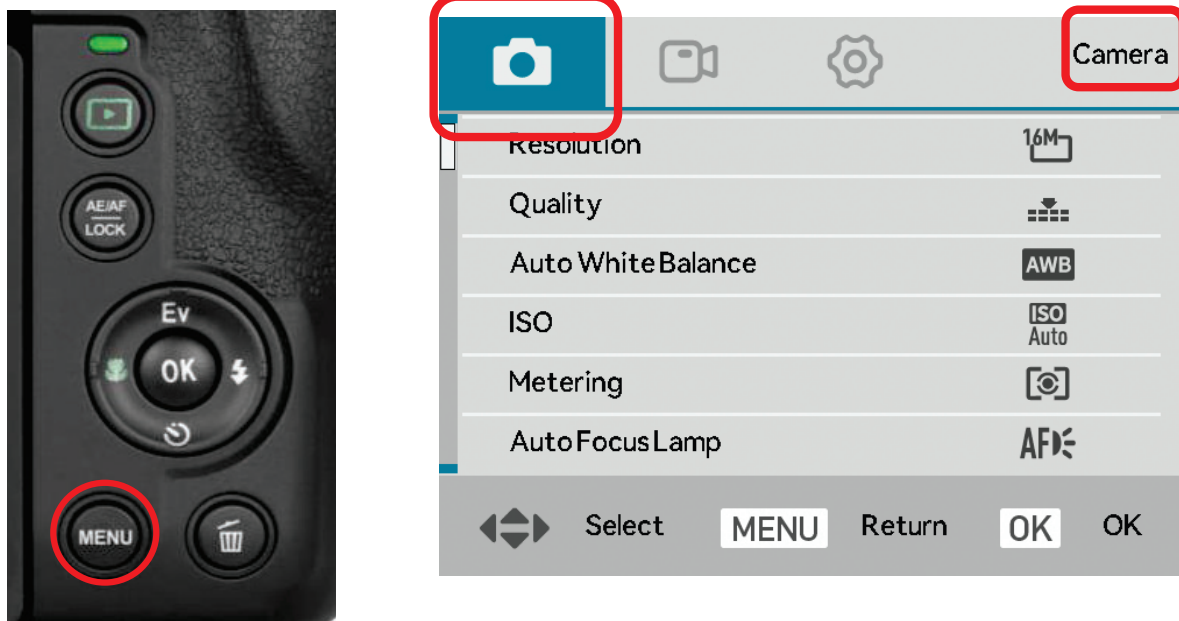 AE/AF
LOCK
Ev
OK
MENU
Camera
Resolution 16M
Quality
Auto White Balance AWB
ISO ISO Auto
Metering
Auto Focus Lamp AF
Select MENU Return OK OK